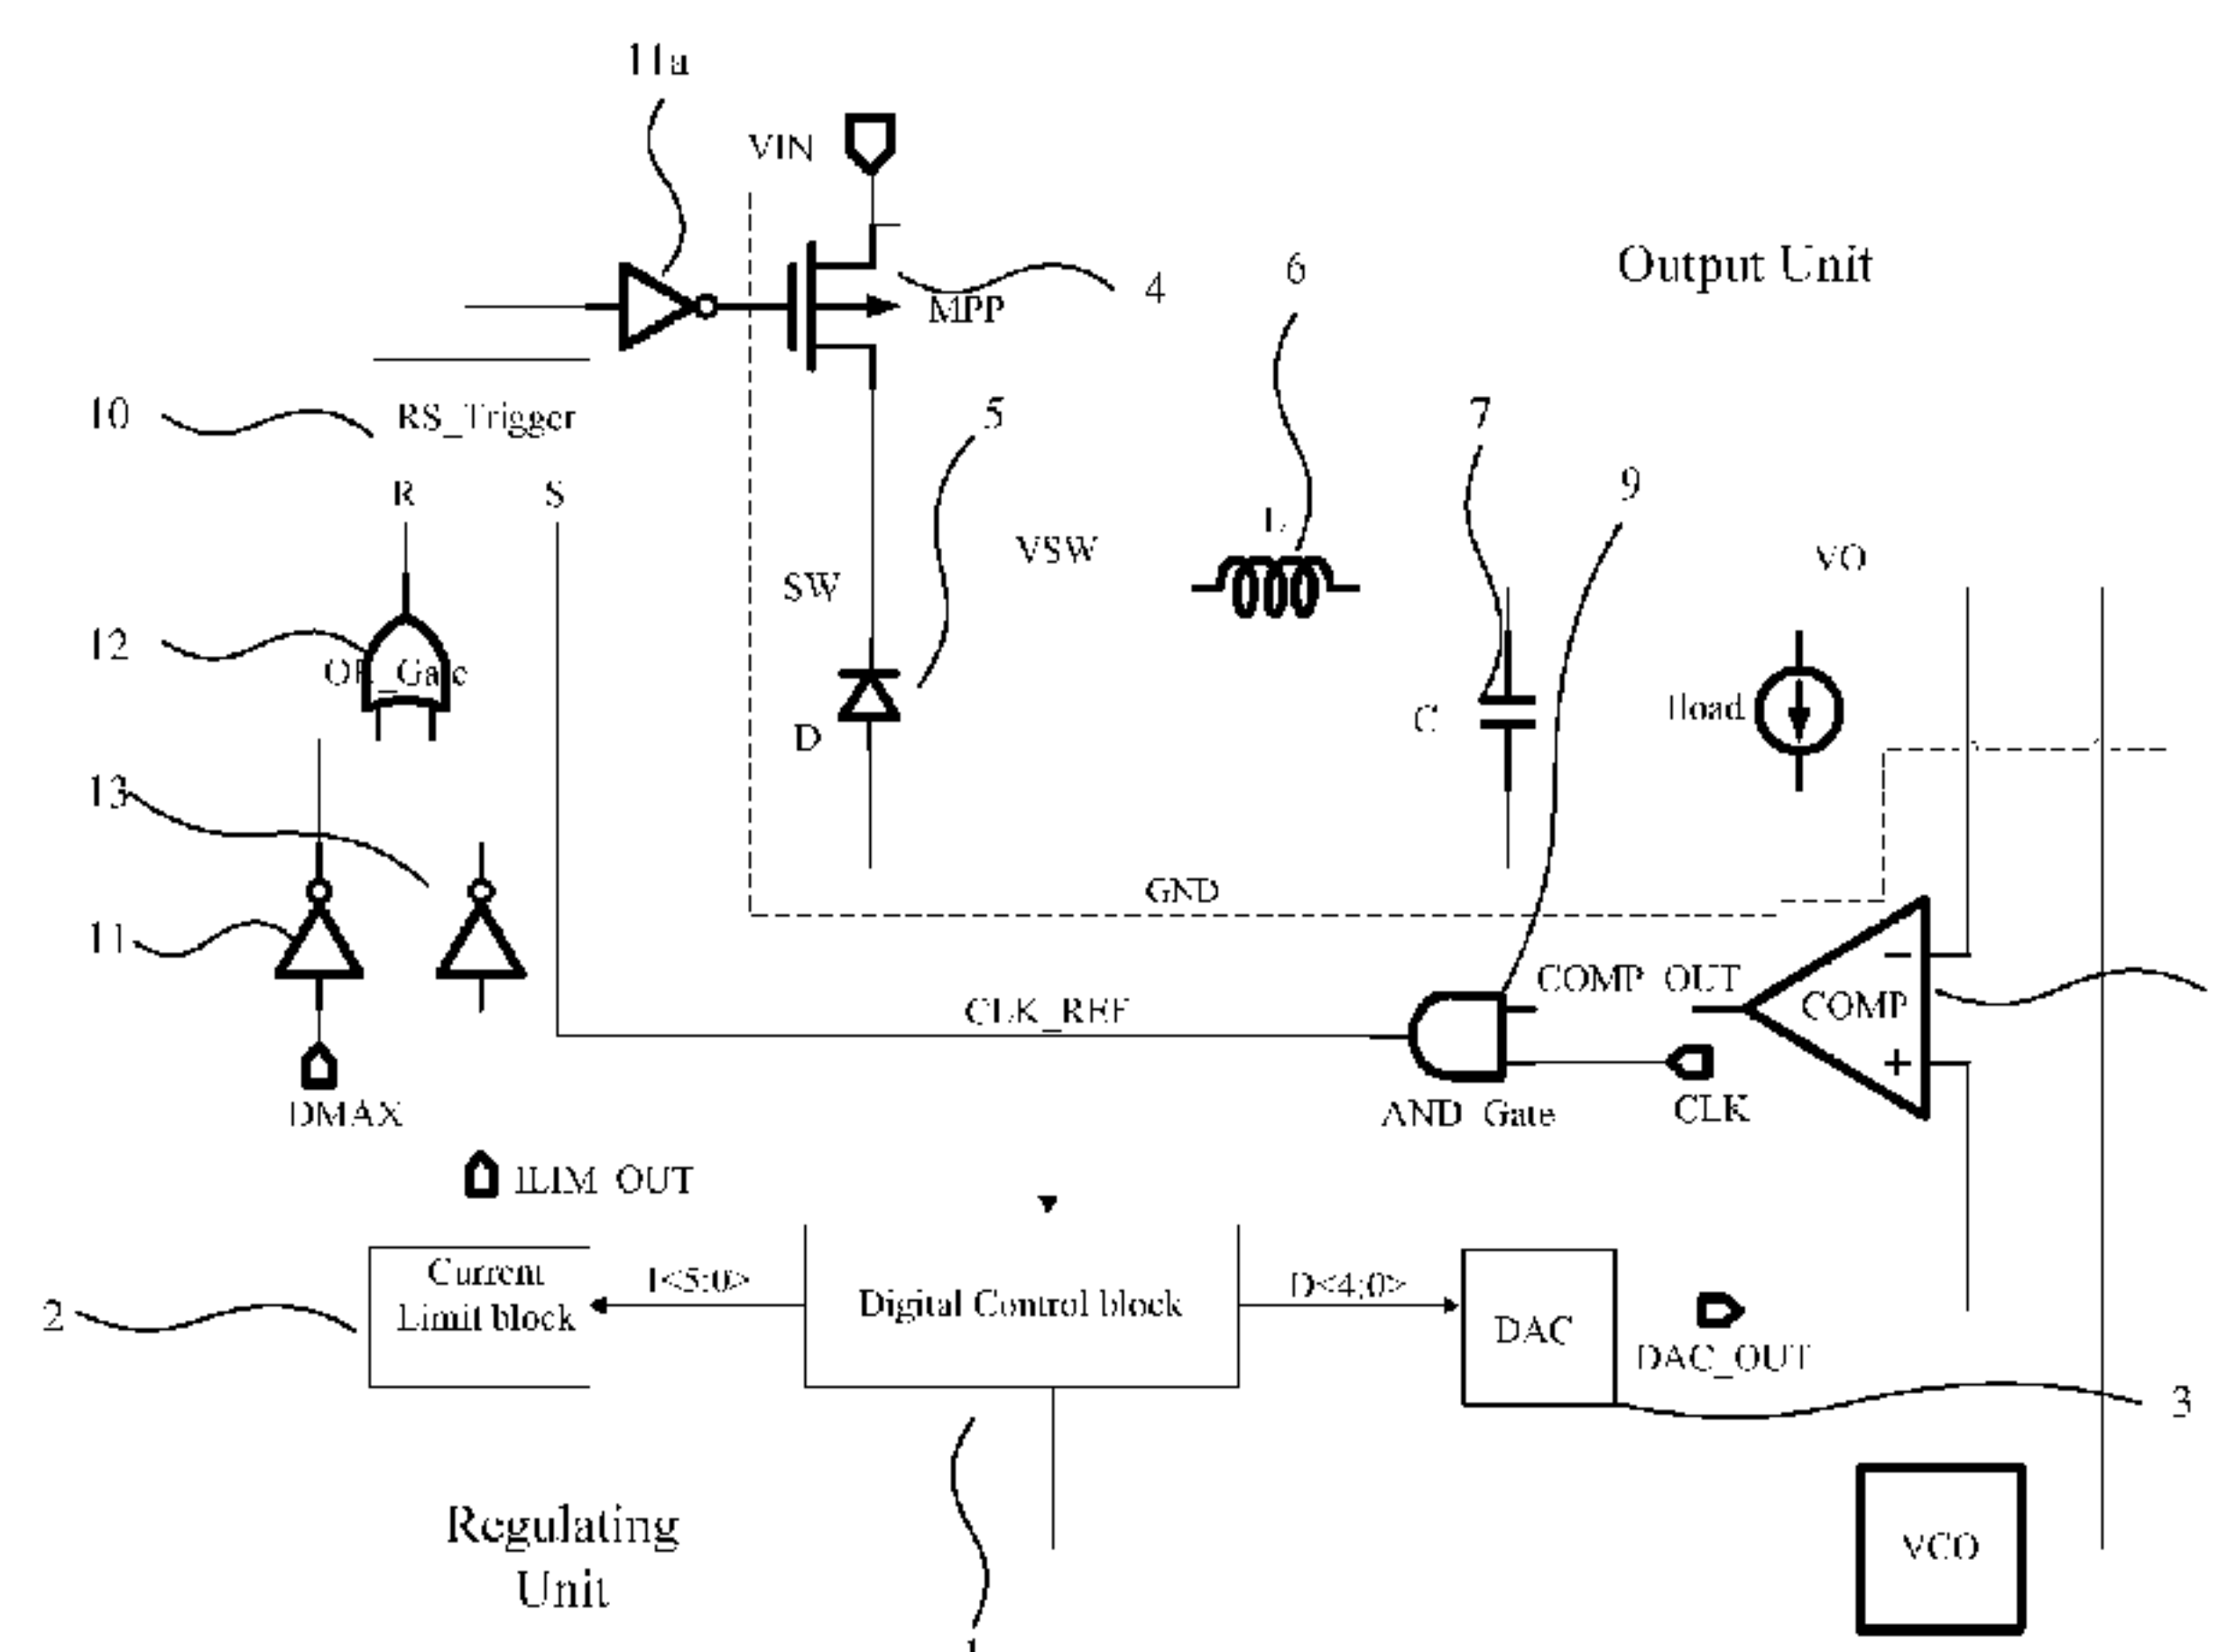 11a
VIN
Output Unit
6
4
MPP
10
RS_Trigger
5
7
R
S
9
L
VSW
VO
SW
12
OR_Gate
Iload
C
D
13
GND
11
COMP_OUT
COMP
CLK_REF
DMAX
AND_Gate
CLK
ILIM_OUT
Current
Limit block
I<5:0>
Digital Control block
D<4:0>
2
DAC
DAC_OUT
3
Regulating
Unit
VCO
1